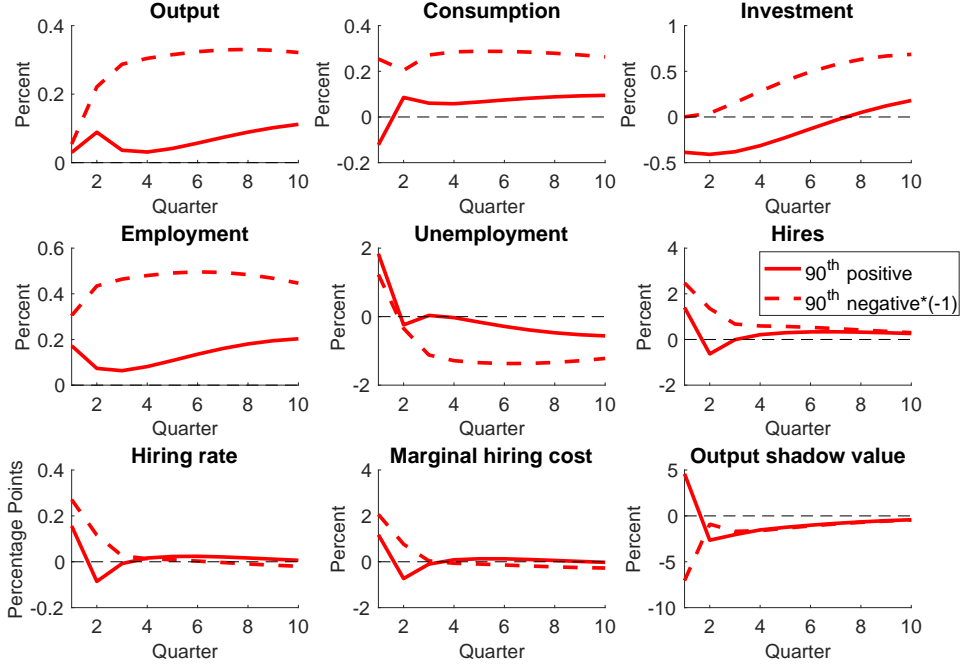 Output
Consumption
Investment
Percent
0.4
0.2
0
2 4 6 8 10
Quarter
Percent
0.4
0.2
0
-0.2
2 4 6 8 10
Quarter
Percent
1
0.5
0
-0.5
2 4 6 8 10
Quarter
Employment
Unemployment
Hires
Percent
0.6
0.4
0.2
0
2 4 6 8 10
Quarter
Percent
2
0
-2
2 4 6 8 10
Quarter
Percent
4
2
0
-2
2 4 6 8 10
Quarter
90th positive
90th negative*(-1)
Hiring rate
Marginal hiring cost
Output shadow value
Percentage Points
0.4
0.2
0
-0.2
2 4 6 8 10
Quarter
Percent
4
2
0
-2
2 4 6 8 10
Quarter
Percent
5
0
-5
-10
2 4 6 8 10
Quarter